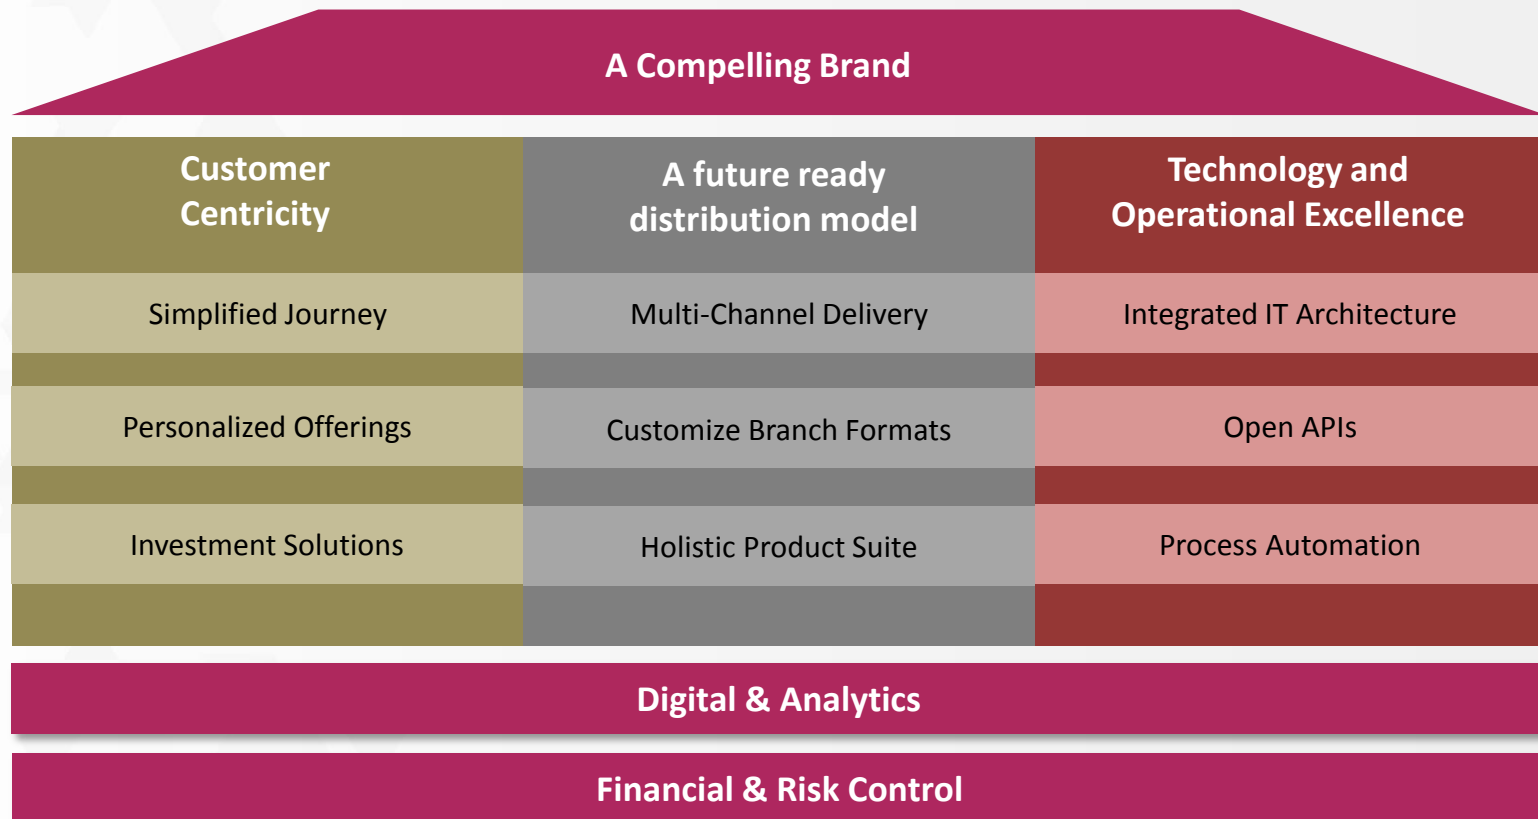 A Compelling Brand
Customer
Centricity
A future ready
distribution model
Technology and
Operational Excellence
Simplified Journey
Multi-Channel Delivery
Integrated IT Architecture
Personalized Offerings
Customize Branch Formats
Open APIs
Investment Solutions
Holistic Product Suite
Process Automation
Digital & Analytics
Financial & Risk Control